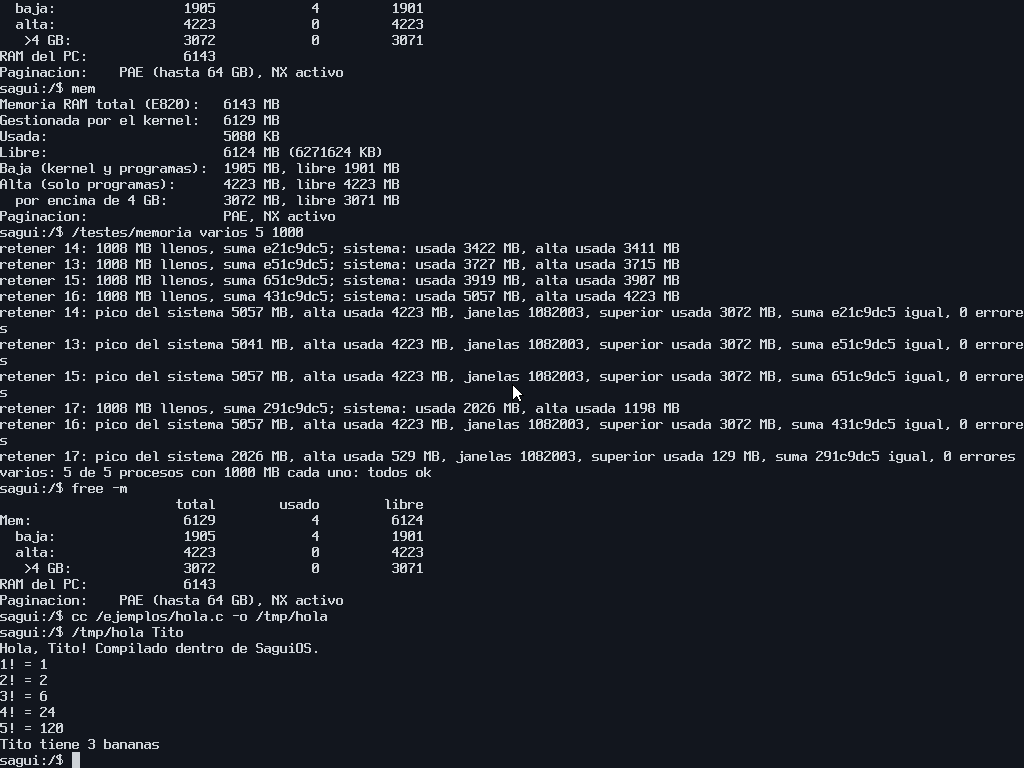 baja:                1905            4         1901
  alta:                4223            0         4223
   >4 GB:              3072            0         3071
RAM del PC:            6143
Paginacion:    PAE (hasta 64 GB), NX activo
sagui:/$ mem
Memoria RAM total (E820):   6143 MB
Gestionada por el kernel:   6129 MB
Usada:                      5080 KB
Libre:                      6124 MB (6271624 KB)
Baja (kernel y programas):  1905 MB, libre 1901 MB
Alta (solo programas):      4223 MB, libre 4223 MB
  por encima de 4 GB:       3072 MB, libre 3071 MB
Paginacion:                 PAE, NX activo
sagui:/$ /testes/memoria varios 5 1000
retener 14: 1008 MB llenos, suma e21c9dc5; sistema: usada 3422 MB, alta usada 3411 MB
retener 13: 1008 MB llenos, suma e51c9dc5; sistema: usada 3727 MB, alta usada 3715 MB
retener 15: 1008 MB llenos, suma 651c9dc5; sistema: usada 3919 MB, alta usada 3907 MB
retener 16: 1008 MB llenos, suma 431c9dc5; sistema: usada 5057 MB, alta usada 4223 MB
retener 14: pico del sistema 5057 MB, alta usada 4223 MB, janelas 1082003, superior usada 3072 MB, suma e21c9dc5 igual, 0 errore
s
retener 13: pico del sistema 5041 MB, alta usada 4223 MB, janelas 1082003, superior usada 3072 MB, suma e51c9dc5 igual, 0 errore
s
retener 15: pico del sistema 5057 MB, alta usada 4223 MB, janelas 1082003, superior usada 3072 MB, suma 651c9dc5 igual, 0 errore
s
retener 17: 1008 MB llenos, suma 291c9dc5; sistema: usada 2026 MB, alta usada 1198 MB
retener 16: pico del sistema 5057 MB, alta usada 4223 MB, janelas 1082003, superior usada 3072 MB, suma 431c9dc5 igual, 0 errore
s
retener 17: pico del sistema 2026 MB, alta usada 529 MB, janelas 1082003, superior usada 129 MB, suma 291c9dc5 igual, 0 errores
varios: 5 de 5 procesos con 1000 MB cada uno: todos ok
sagui:/$ free -m
                      total        usado        libre
Mem:                   6129            4         6124
  baja:                1905            4         1901
  alta:                4223            0         4223
   >4 GB:              3072            0         3071
RAM del PC:            6143
Paginacion:    PAE (hasta 64 GB), NX activo
sagui:/$ cc /ejemplos/hola.c -o /tmp/hola
sagui:/$ /tmp/hola Tito
Hola, Tito! Compilado dentro de SaguiOS.
1! = 1
2! = 2
3! = 6
4! = 24
5! = 120
Tito tiene 3 bananas
sagui:/$